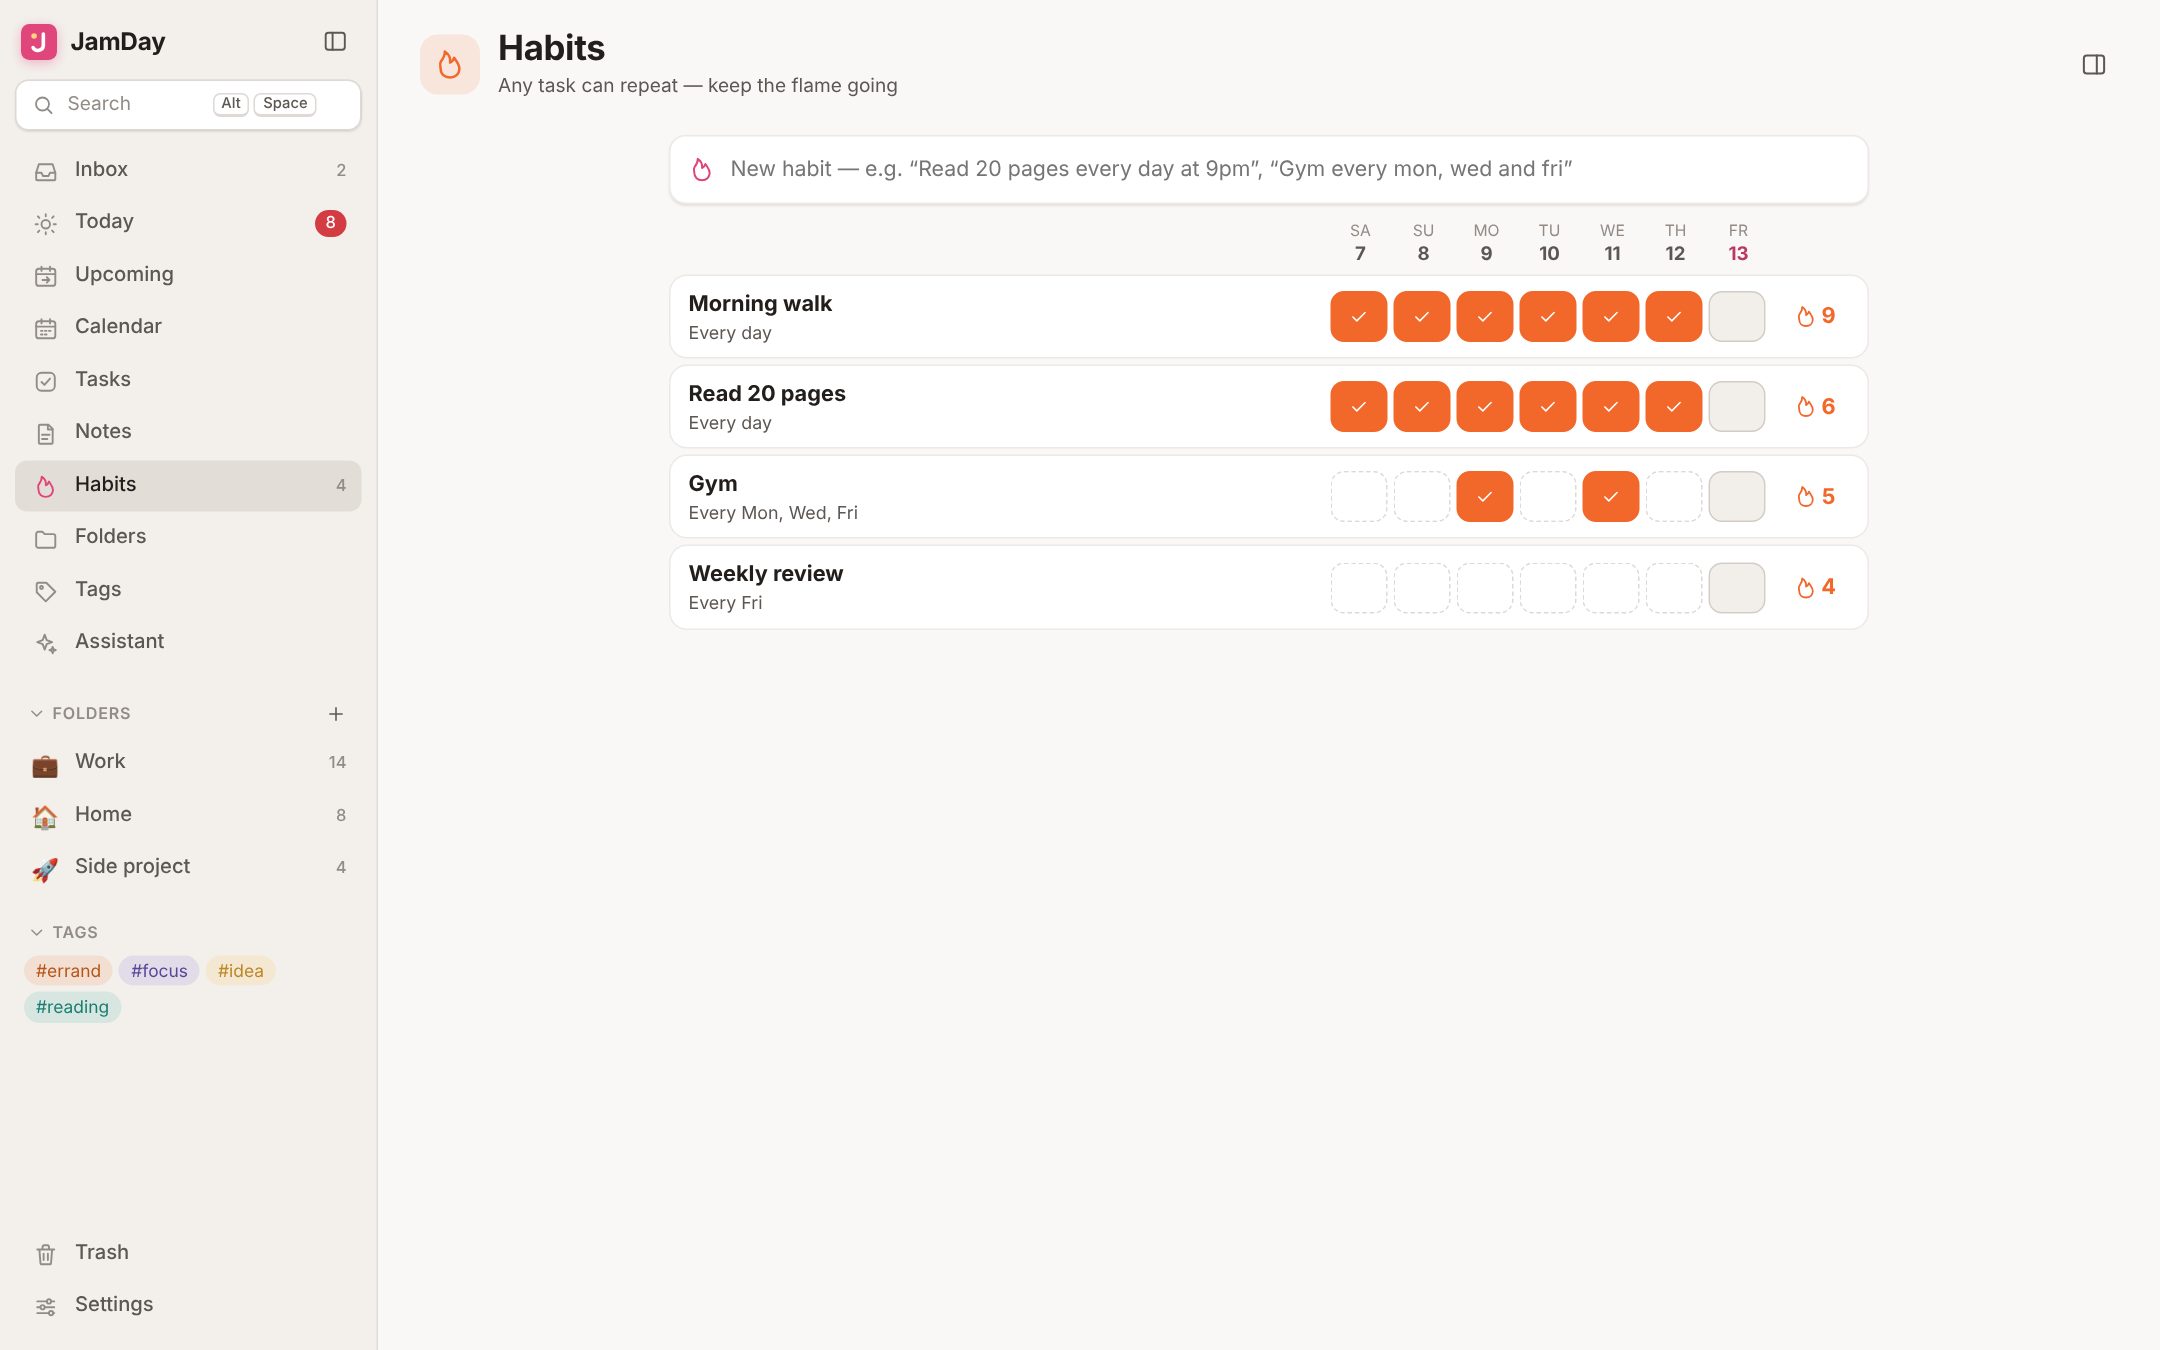 JamDay
Search Alt Space
Inbox 2
Today 8
Upcoming
Calendar
Tasks
Notes
Habits 4
Folders
Tags
Assistant
FOLDERS
Work 14
Home 8
Side project 4
TAGS
#errand #focus #idea
#reading
Trash
Settings
Habits
Any task can repeat — keep the flame going
New habit — e.g. “Read 20 pages every day at 9pm”, “Gym every mon, wed and fri”
SA SU MO TU WE TH FR
7 8 9 10 11 12 13
Morning walk
Every day
9
Read 20 pages
Every day
6
Gym
Every Mon, Wed, Fri
5
Weekly review
Every Fri
4